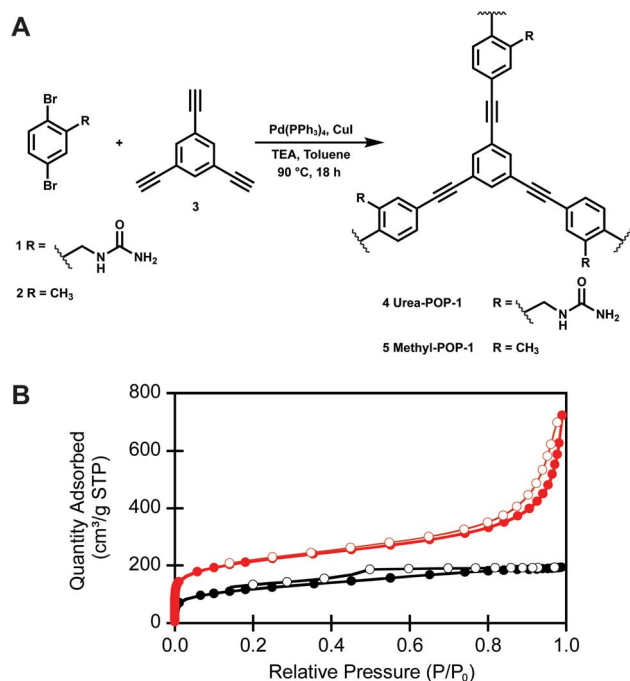 A
Br
R
Br
+
3
Pd(PPh₃)₄, CuI
TEA, Toluene
90 °C, 18 h
R
R
R
1 R =
O
N
H
NH₂
2 R = CH₃
4 Urea-POP-1 R =
O
N
H
NH₂
5 Methyl-POP-1 R = CH₃
B
Quantity Adsorbed
(cm³/g STP)
800
600
400
200
0
0.0 0.2 0.4 0.6 0.8 1.0
Relative Pressure (P/P₀)